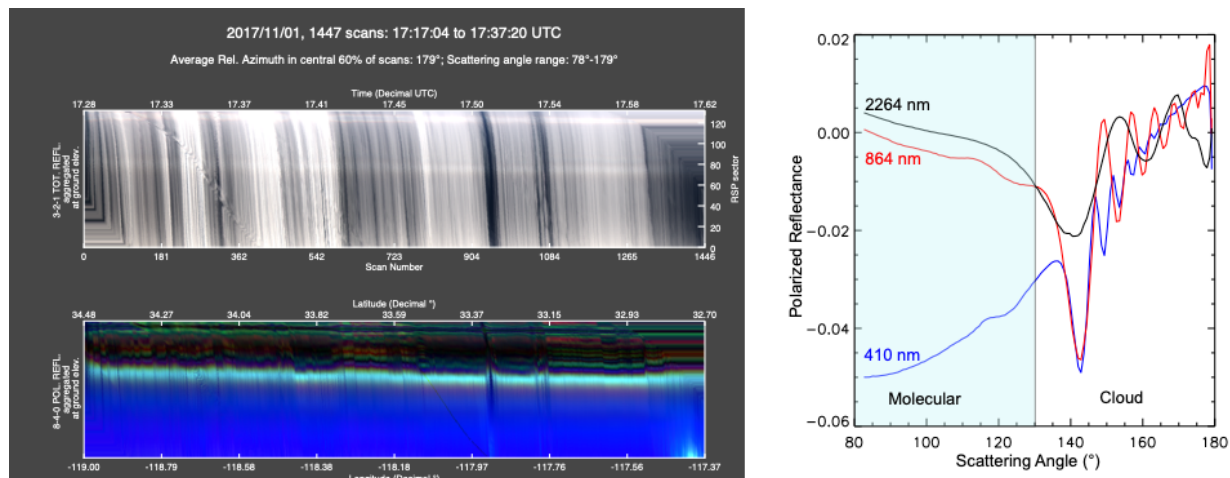 2017/11/01, 1447 scans: 17:17:04 to 17:37:20 UTC
Average Rel. Azimuth in central 60% of scans: 179°; Scattering angle range: 78°-179°
Time (Decimal UTC)
17.28 17.33 17.37 17.41 17.45 17.50 17.54 17.58 17.62
3-2-1 TOT. REFL.
aggregated
at ground elev.
120
100
80
60
40
20
0
RSP sector
0 181 362 542 723 904 1084 1265 1446
Scan Number
Latitude (Decimal °)
34.48 34.27 34.04 33.82 33.59 33.37 33.15 32.93 32.70
8-4-0 POL. REFL.
aggregated
at ground elev.
-119.00 -118.79 -118.58 -118.38 -118.18 -117.97 -117.76 -117.56 -117.37
Longitude (Decimal °)
0.02
0.00
-0.02
-0.04
-0.06
Polarized Reflectance
2264 nm
864 nm
410 nm
Molecular Cloud
80 100 120 140 160 180
Scattering Angle (°)